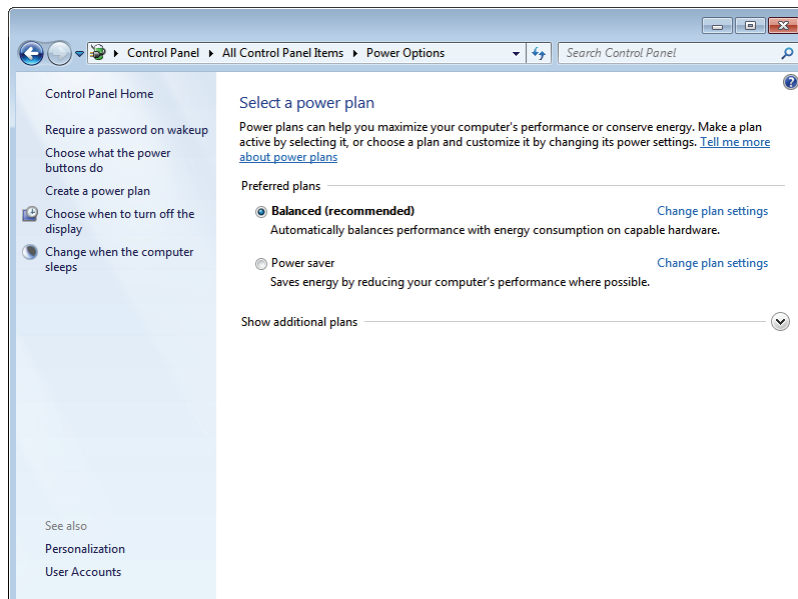 Control Panel
All Control Panel Items
Power Options
Search Control Panel
Control Panel Home
Require a password on wakeup
Choose what the power
buttons do
Create a power plan
Choose when to turn off the
display
Change when the computer
sleeps
See also
Personalization
User Accounts
Select a power plan
Power plans can help you maximize your computer's performance or conserve energy. Make a plan
active by selecting it, or choose a plan and customize it by changing its power settings. Tell me more
about power plans
Preferred plans
Balanced (recommended) Change plan settings
Automatically balances performance with energy consumption on capable hardware.
Power saver Change plan settings
Saves energy by reducing your computer's performance where possible.
Show additional plans